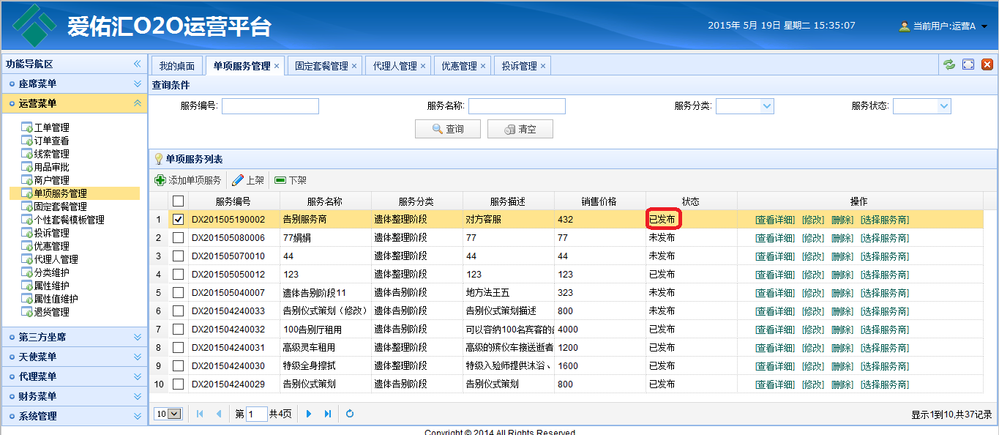 爱佑汇O2O运营平台
2015年 5月 19日 星期二 15:35:07
当前用户:运营A
功能导航区
座席菜单
运营菜单
工单管理
订单查看
线索管理
用品审批
商户管理
单项服务管理
固定套餐管理
个性套餐模板管理
投诉管理
优惠管理
代理人管理
分类维护
属性维护
属性值维护
退货管理
第三方坐席
天使菜单
代理菜单
财务菜单
系统管理
我的桌面 单项服务管理 × 固定套餐管理 × 代理人管理 × 优惠管理 × 投诉管理 ×
查询条件
服务编号: 服务名称: 服务分类: 服务状态:
查询 清空
单项服务列表
添加单项服务 上架 下架
服务编号 服务名称 服务分类 服务描述 销售价格 状态 操作
1 DX201505190002 告别服务商 遗体整理阶段 对方客服 432 已发布 [查看详细] [修改] [删除] [选择服务商]
2 DX201505080006 77娟娟 遗体整理阶段 77 77 未发布 [查看详细] [修改] [删除] [选择服务商]
3 DX201505070010 44 遗体整理阶段 44 44 未发布 [查看详细] [修改] [删除] [选择服务商]
4 DX201505050012 123 遗体整理阶段 123 123 已发布 [查看详细] [修改] [删除] [选择服务商]
5 DX201505040007 遗体告别阶段11 遗体告别阶段 地方法王五 323 未发布 [查看详细] [修改] [删除] [选择服务商]
6 DX201504240033 告别仪式策划（修改） 遗体告别阶段 告别仪式策划描述 800 未发布 [查看详细] [修改] [删除] [选择服务商]
7 DX201504240032 100告别厅租用 遗体告别阶段 可以容纳100名宾客的告 4000 已发布 [查看详细] [修改] [删除] [选择服务商]
8 DX201504240031 高级灵车租用 遗体整理阶段 高级的殡仪车接送逝者 1200 已发布 [查看详细] [修改] [删除] [选择服务商]
9 DX201504240030 特级全身擦拭 遗体整理阶段 特级入殓师提供沐浴、 1600 已发布 [查看详细] [修改] [删除] [选择服务商]
10 DX201504240029 告别仪式策划 遗体告别阶段 告别仪式策划 800 已发布 [查看详细] [修改] [删除] [选择服务商]
10 第 1 共4页 显示1到10,共37记录
Copyright © 2014 All Rights Reserved